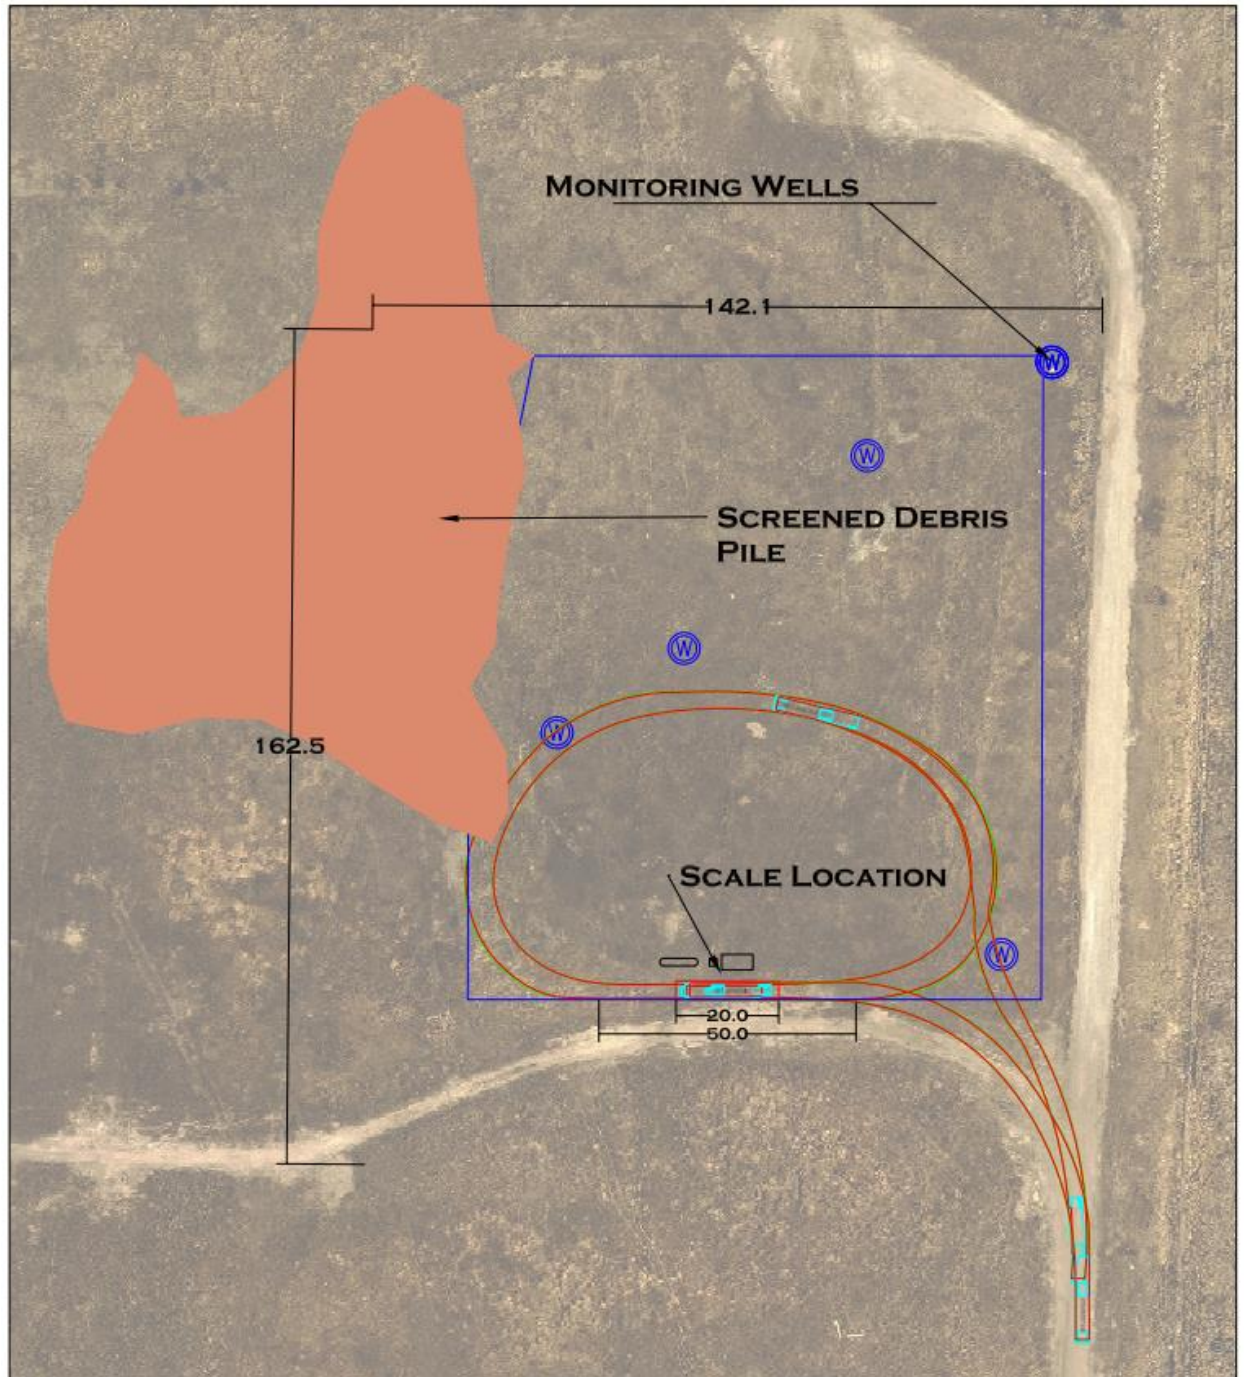 MONITORING WELLS
142.1
W
W
SCREENED DEBRIS
PILE
W
W
162.5
SCALE LOCATION
W
20.0
50.0